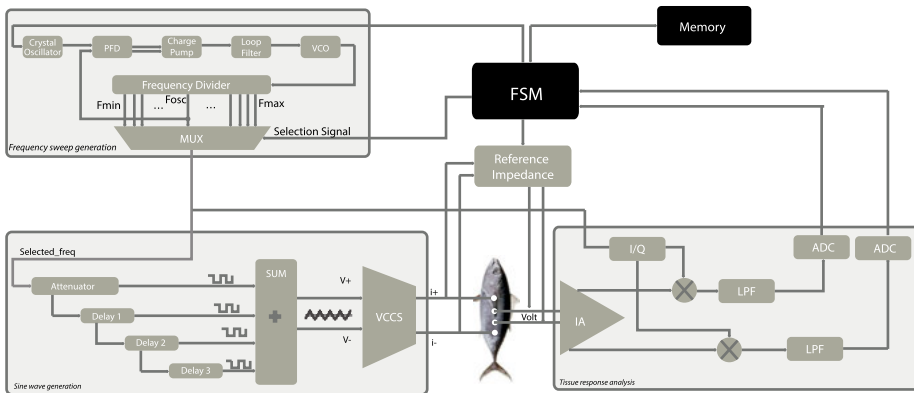 Memory
Crystal
Oscillator
PFD
Charge
Pump
Loop
Filter
VCO
FSM
Frequency Divider
Fmin
...
Fosc
...
Fmax
MUX
Selection Signal
Frequency sweep generation
Reference
Impedance
Selected_freq
Attenuator
Delay 1
Delay 2
Delay 3
SUM
V+
V-
VCCS
i+
i-
Sine wave generation
Volt
IA
I/Q
ADC
ADC
LPF
LPF
Tissue response analysis